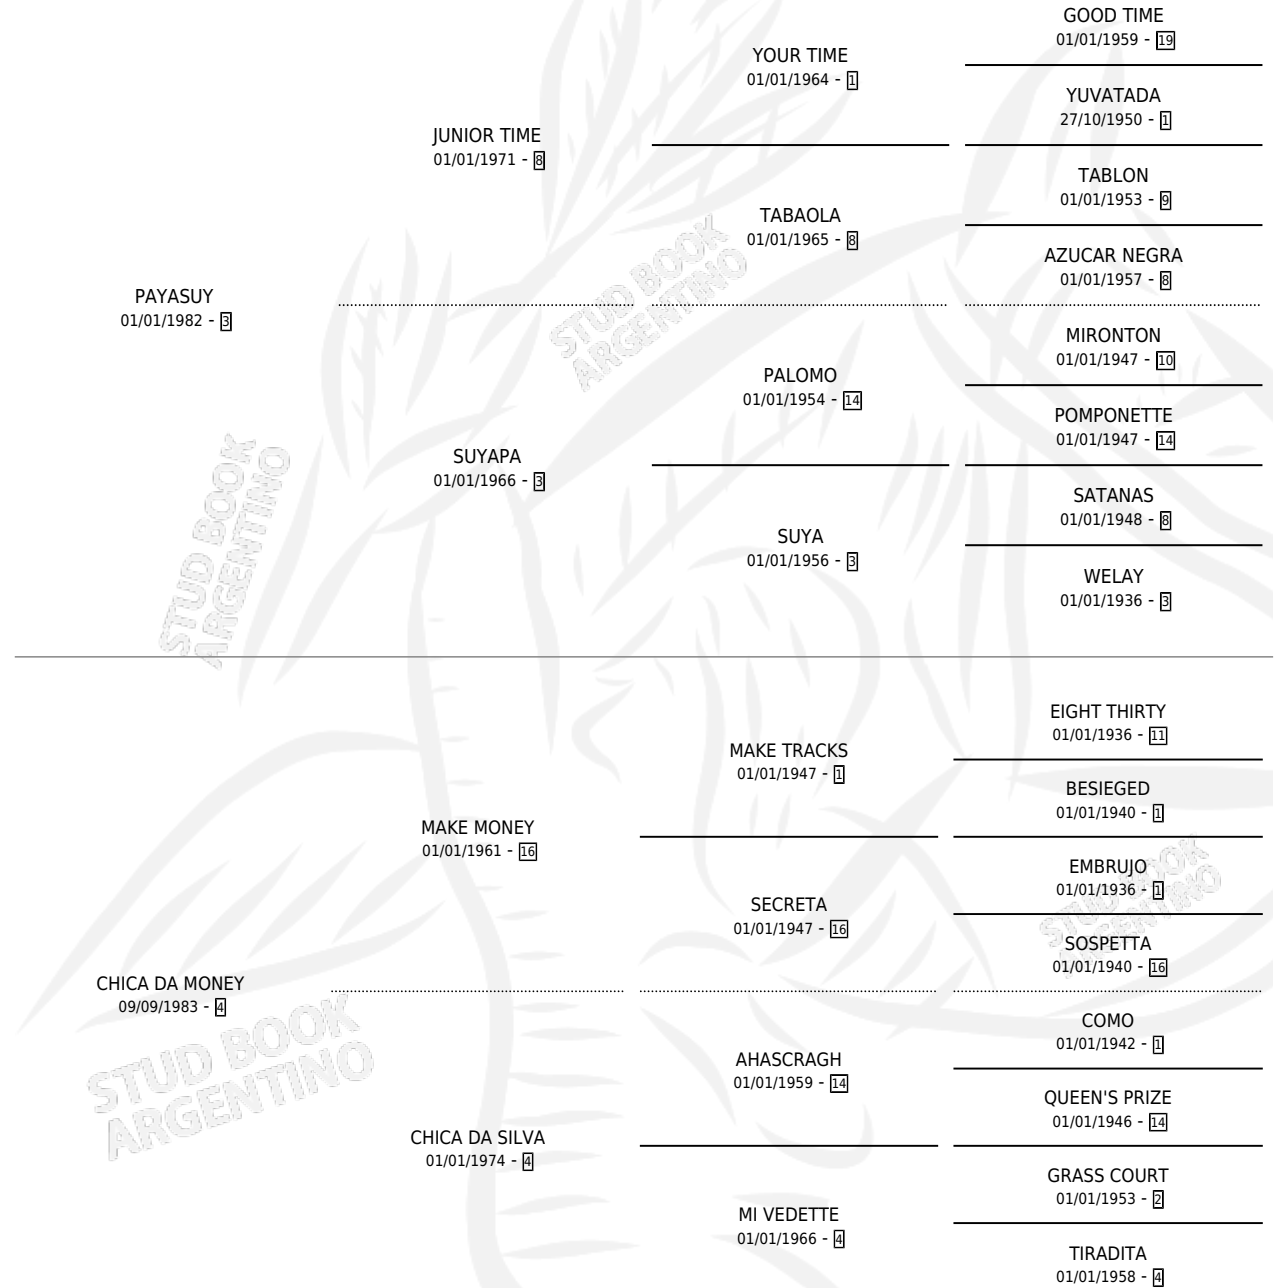 GOOD TIME
01/01/1959 - 19
YOUR TIME
01/01/1964 - 1
YUVATADA
27/10/1950 - 1
JUNIOR TIME
01/01/1971 - 8
TABLON
01/01/1953 - 9
TABAOLA
01/01/1965 - 8
AZUCAR NEGRA
01/01/1957 - 8
PAYASUY
01/01/1982 - 3
STUD BOOK
ARGENTINO
MIRONTON
01/01/1947 - 10
PALOMO
01/01/1954 - 14
POMPONETTE
01/01/1947 - 14
SUYAPA
01/01/1966 - 3
SATANAS
01/01/1948 - 8
SUYA
01/01/1956 - 3
WELAY
01/01/1936 - 3
STUD BOOK
ARGENTINO
EIGHT THIRTY
01/01/1936 - 11
MAKE TRACKS
01/01/1947 - 1
BESIEGED
01/01/1940 - 1
MAKE MONEY
01/01/1961 - 16
EMBRUJO
01/01/1936 - 1
SECRETA
01/01/1947 - 16
STUD BOOK
ARGENTINO
SOSPETTA
01/01/1940 - 16
CHICA DA MONEY
09/09/1983 - 4
COMO
01/01/1942 - 1
AHASCRAGH
01/01/1959 - 14
STUD BOOK
ARGENTINO
QUEEN'S PRIZE
01/01/1946 - 14
CHICA DA SILVA
01/01/1974 - 4
GRASS COURT
01/01/1953 - 2
MI VEDETTE
01/01/1966 - 4
TIRADITA
01/01/1958 - 4